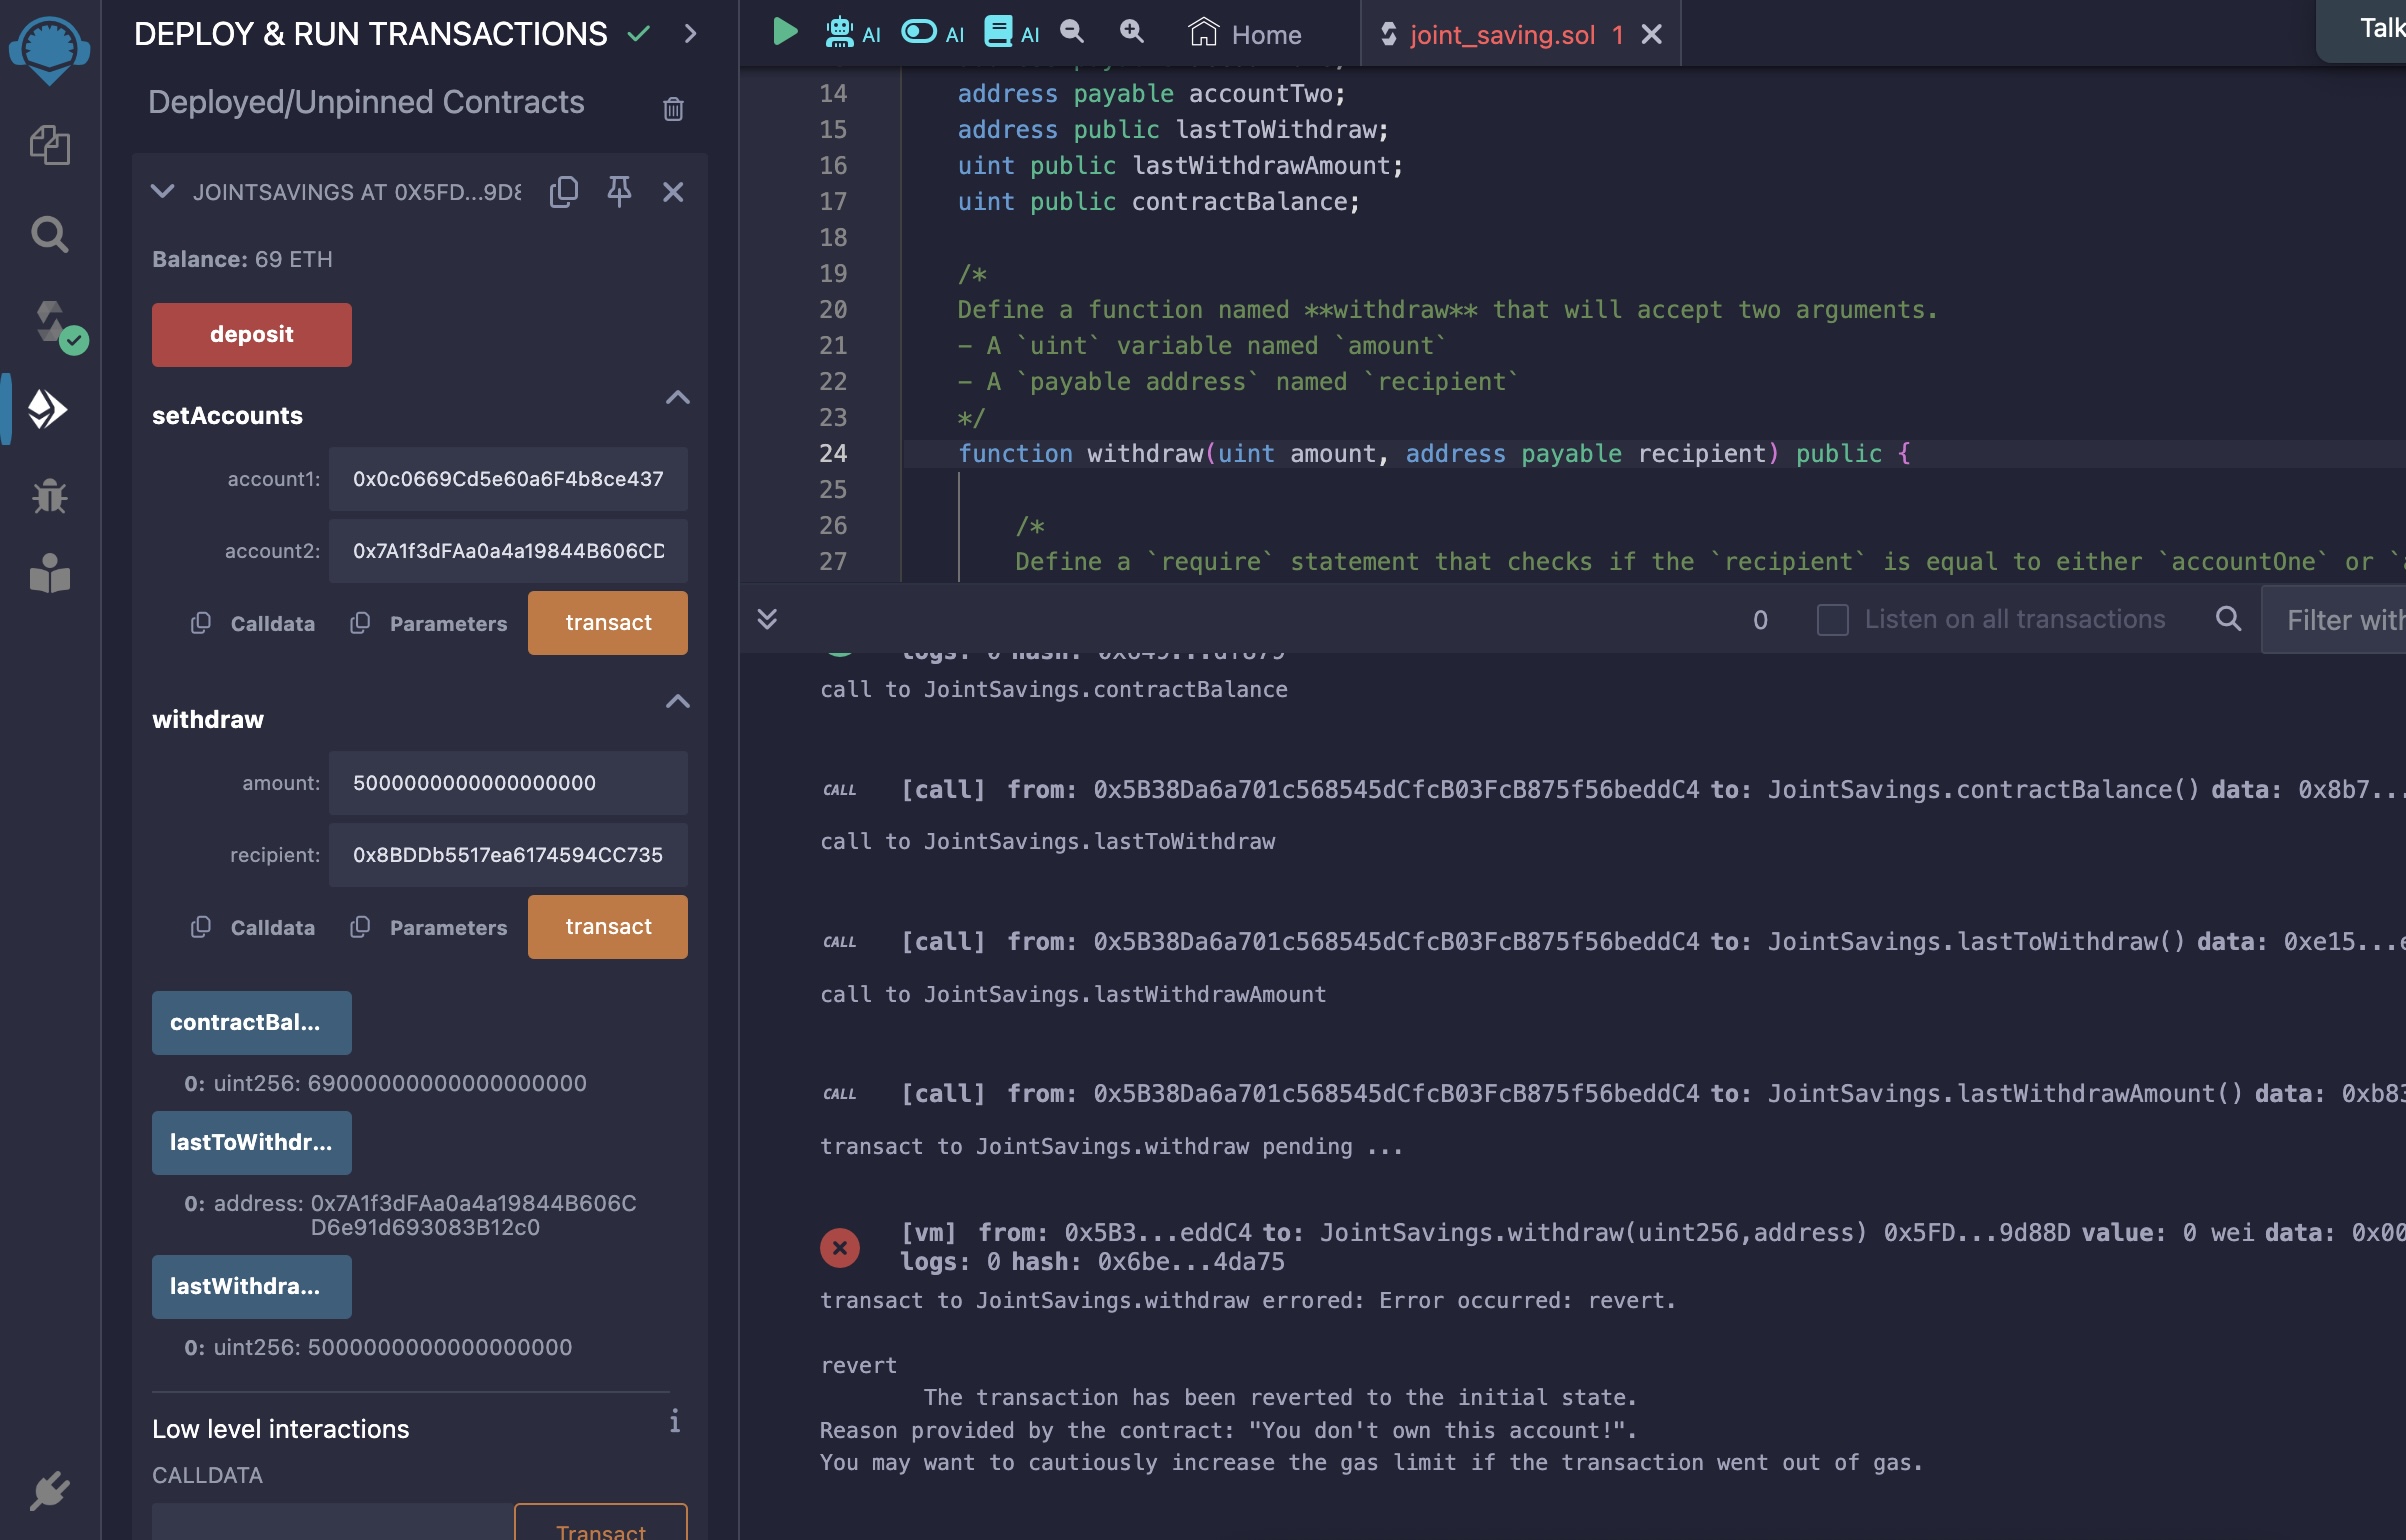 DEPLOY & RUN TRANSACTIONS
Deployed/Unpinned Contracts
JOINTSAVINGS AT 0X5FD...9D8
Balance: 69 ETH
deposit
setAccounts
account1: 0x0c0669Cd5e60a6F4b8ce437
account2: 0x7A1f3dFAa0a4a19844B606CD
Calldata Parameters transact
withdraw
amount: 5000000000000000000
recipient: 0x8BDDb5517ea6174594CC735
Calldata Parameters transact
contractBal...
0: uint256: 69000000000000000000
lastToWithdr...
0: address: 0x7A1f3dFAa0a4a19844B606C
D6e91d693083B12c0
lastWithdra...
0: uint256: 5000000000000000000
Low level interactions
i
CALLDATA
Transact
AI AI AI Home joint_saving.sol 1
Talk
14 address payable accountTwo;
15 address public lastToWithdraw;
16 uint public lastWithdrawAmount;
17 uint public contractBalance;
18
19 /*
20 Define a function named **withdraw** that will accept two arguments.
21 - A `uint` variable named `amount`
22 - A `payable address` named `recipient`
23 */
24 function withdraw(uint amount, address payable recipient) public {
25
26 /*
27 Define a `require` statement that checks if the `recipient` is equal to either `accountOne` or `a
0 Listen on all transactions Filter with
logs: 0 hash: 0x649...df879
call to JointSavings.contractBalance
CALL [call] from: 0x5B38Da6a701c568545dCfcB03FcB875f56beddC4 to: JointSavings.contractBalance() data: 0x8b7...
call to JointSavings.lastToWithdraw
CALL [call] from: 0x5B38Da6a701c568545dCfcB03FcB875f56beddC4 to: JointSavings.lastToWithdraw() data: 0xe15...e
call to JointSavings.lastWithdrawAmount
CALL [call] from: 0x5B38Da6a701c568545dCfcB03FcB875f56beddC4 to: JointSavings.lastWithdrawAmount() data: 0xb83
transact to JointSavings.withdraw pending ...
[vm] from: 0x5B3...eddC4 to: JointSavings.withdraw(uint256,address) 0x5FD...9d88D value: 0 wei data: 0x00
logs: 0 hash: 0x6be...4da75
transact to JointSavings.withdraw errored: Error occurred: revert.
revert
The transaction has been reverted to the initial state.
Reason provided by the contract: "You don't own this account!".
You may want to cautiously increase the gas limit if the transaction went out of gas.